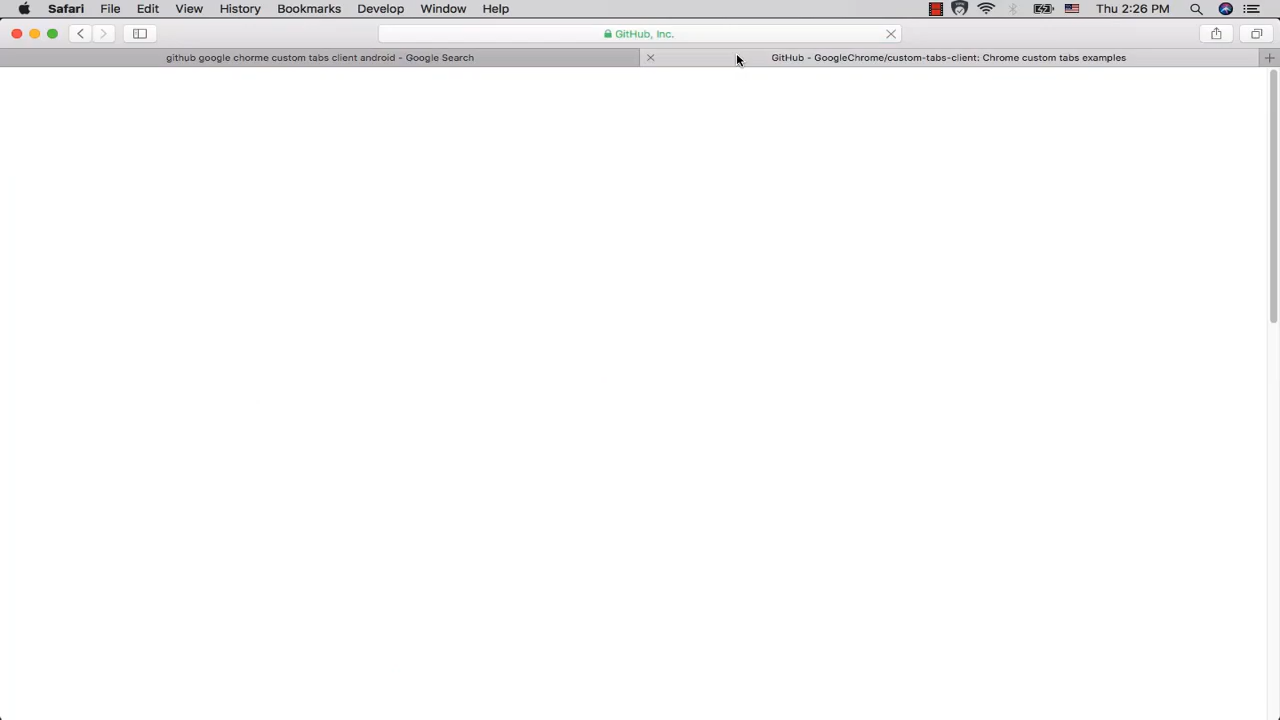 Safari File Edit View History Bookmarks Develop Window Help Thu 2:26 PM
GitHub, Inc.
github google chorme custom tabs client android - Google Search GitHub - GoogleChrome/custom-tabs-client: Chrome custom tabs examples